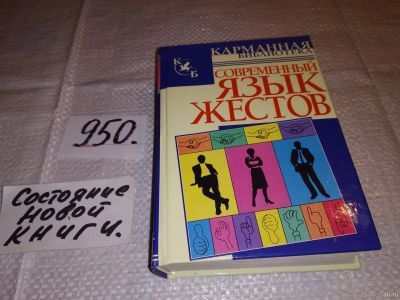 КАРМАННАЯ
БИБЛИОТЕКА
К
Б
СОВРЕМЕННЫЙ
ЯЗЫК
ЖЕСТОВ
950.
Состояние
новой
книги.